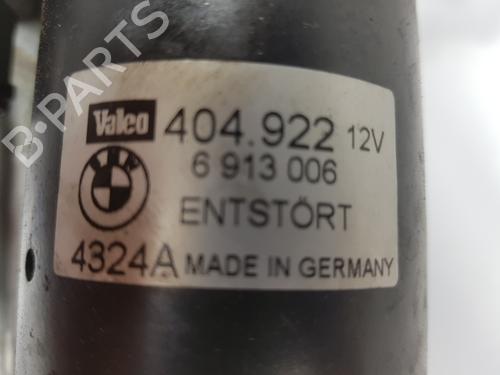 B-PARTS
Valeo 404.922 12V
6 913 006
ENTSTÖRT
4324A MADE IN GERMANY